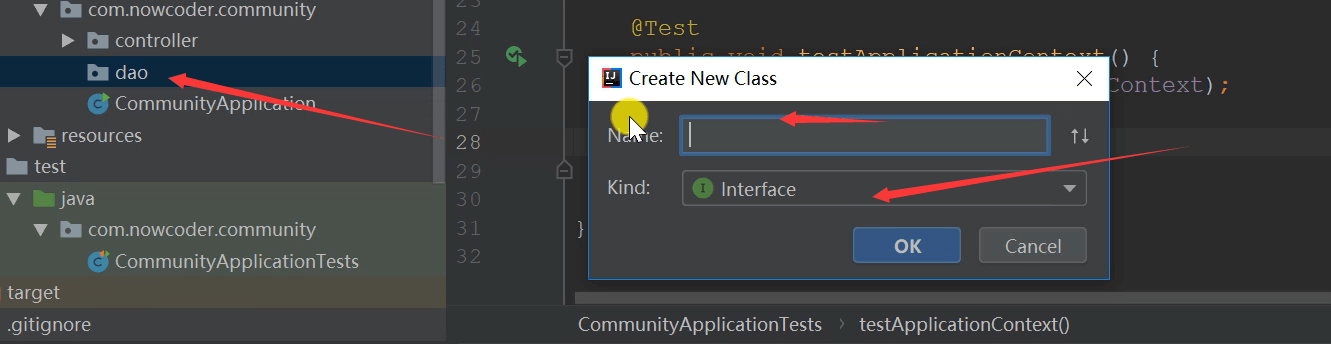 com.nowcoder.community
controller
dao
CommunityApplication
resources
test
java
com.nowcoder.community
CommunityApplicationTests
target
.gitignore
23
24 @Test
25 public void testApplicationContext() {
26 Context);
27
28
29
30
31 }
32
IJ Create New Class
Name:
Kind: I Interface
OK Cancel
CommunityApplicationTests › testApplicationContext()